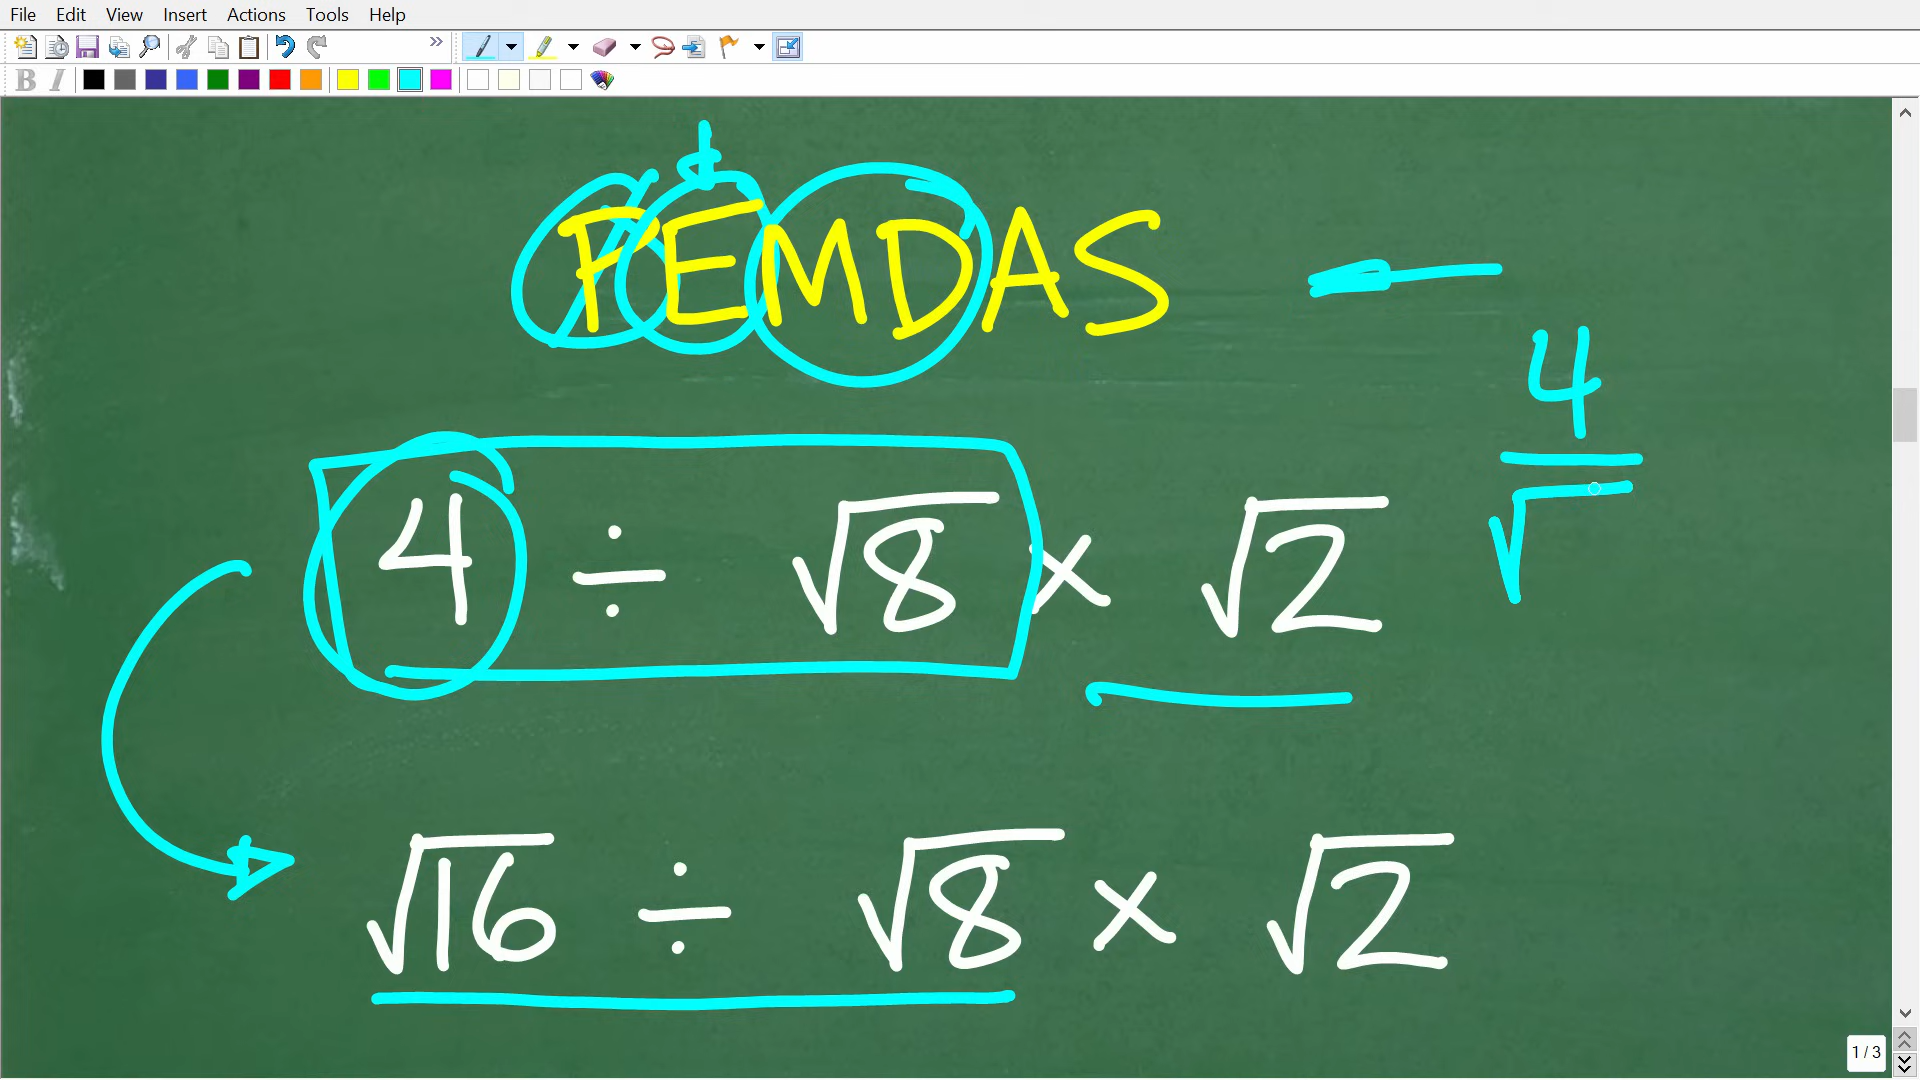 File Edit View Insert Actions Tools Help
B I
PEMDAS
4
√
4 ÷ √8 × √2
√16 ÷ √8 × √2
1 / 3